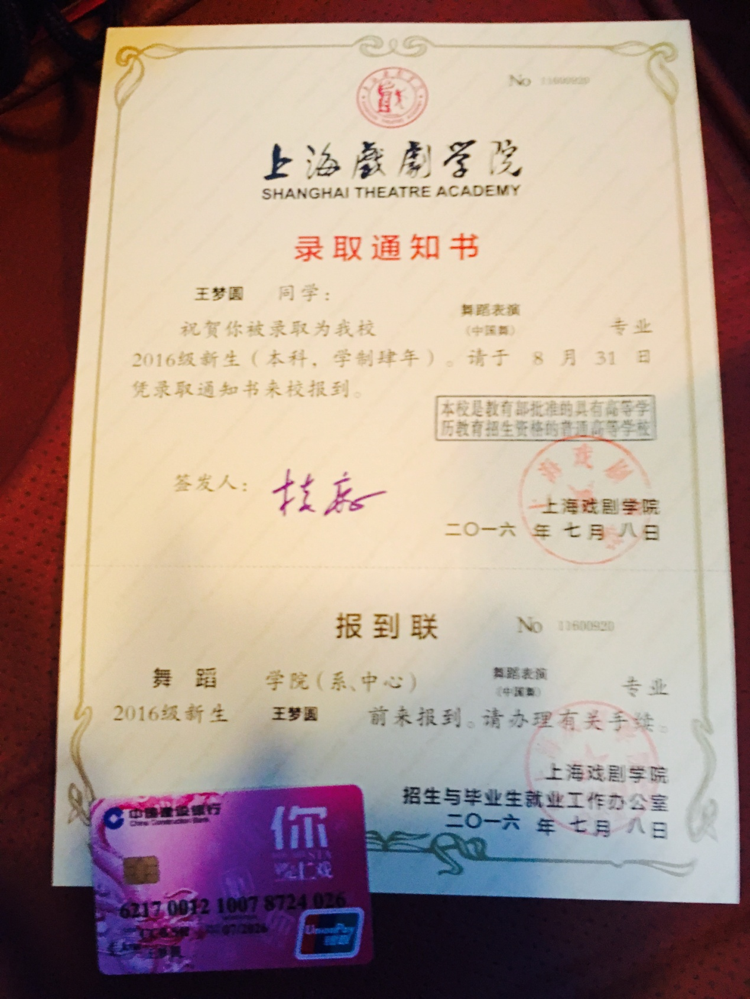 No 11600920
上海戲劇学院
SHANGHAI THEATRE ACADEMY
录取通知书
王梦圆 同学：
舞蹈表演
祝贺你被录取为我校 （中国舞） 专业
2016级新生（本科，学制肆年）。请于 8 月 31 日
凭录取通知书来校报到。
本校是教育部批准的具有高等学
历教育招生资格的普通高等学校
签发人：
上海戏剧学院
二〇一六 年 七月 八日
报到联 No 11600920
舞蹈表演
舞 蹈 学院（系、中心） （中国舞） 专业
2016级新生 王梦圆 前来报到。请办理有关手续。
上海戏剧学院
招生与毕业生就业工作办公室
二〇一六 年 七月 八日
中国建设银行
China Construction Bank
你
6217 0012 1007 8724 026
07/2026
UnionPay
银联
王梦圆